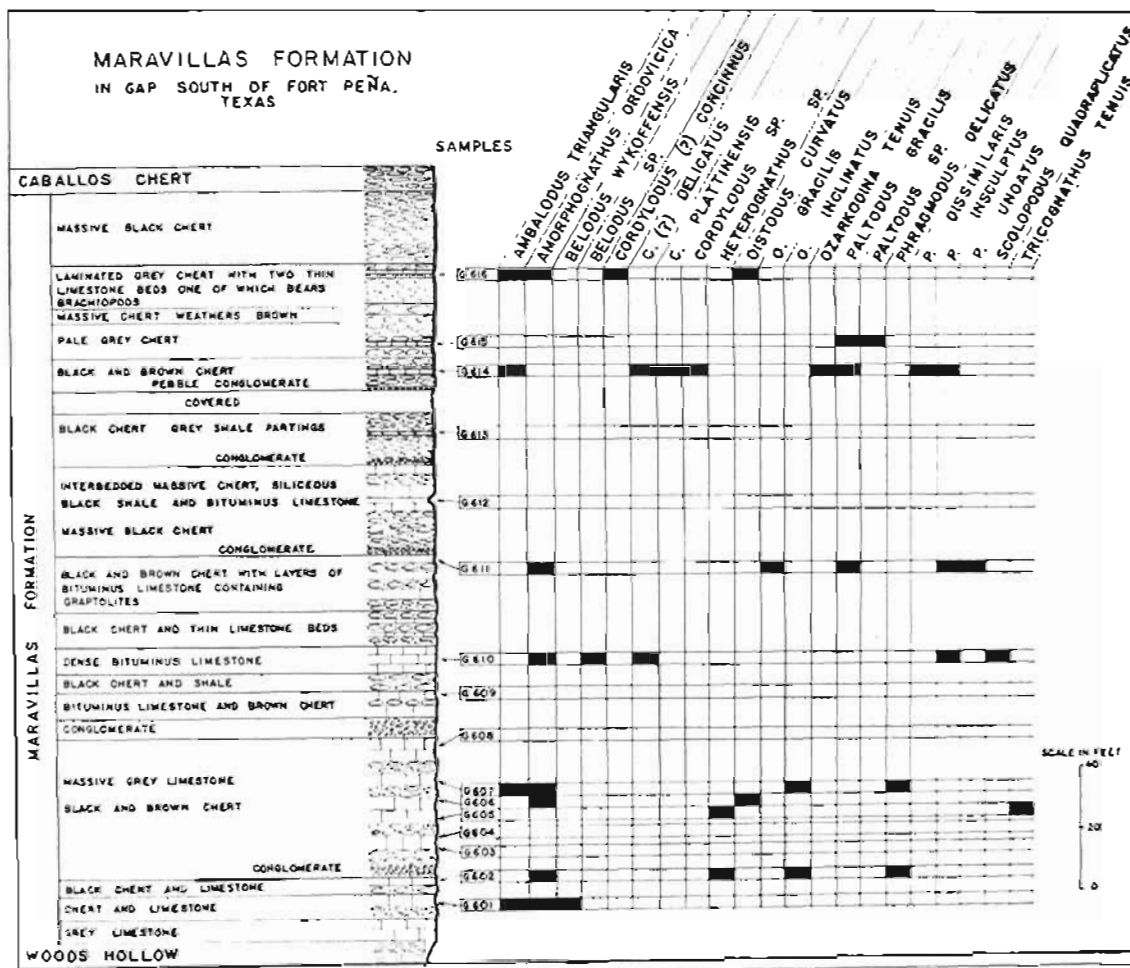 MARAVILLAS FORMATION
IN GAP SOUTH OF FORT PEÑA,
TEXAS
SAMPLES
AMBALODUS TRIANGULARIS
AMORPHOGNATHUS ORDOVICICA
BELODUS WYKOFFENSIS
BELODUS SP.
CORDYLODUS (?) CORCINNUS
C. (?) DELICATUS
C. PLATTINENSIS
CORDYLODUS SP.
HETEROGNATHUS SP.
OISTODUS CURVATUS
O. GRACILIS
O. INCLINATUS
OZARKODINA TENUIS
PALTODUS GRACILIS
PALTODUS SP.
PHRAGMODUS DELICATUS
P. DISSIMILARIS
P. INSCULPTUS
P. UNDATUS
SCOLOPODUS QUADRAPLICATUS
TRICOGNATHUS TENUIS
CABALLOS CHERT
MASSIVE BLACK CHERT
LAMINATED GREY CHERT WITH TWO THIN
LIMESTONE BEDS ONE OF WHICH BEARS
BRACHIOPODS
G 616
MASSIVE CHERT WEATHERS BROWN
PALE GREY CHERT
G 615
BLACK AND BROWN CHERT
G 614
PEBBLE CONGLOMERATE
COVERED
BLACK CHERT GREY SHALE PARTINGS
G 613
CONGLOMERATE
INTERBEDDED MASSIVE CHERT, SILICEOUS
BLACK SHALE AND BITUMINUS LIMESTONE
G 612
MASSIVE BLACK CHERT
CONGLOMERATE
BLACK AND BROWN CHERT WITH LAYERS OF
BITUMINUS LIMESTONE CONTAINING
GRAPTOLITES
G 611
BLACK CHERT AND THIN LIMESTONE BEDS
DENSE BITUMINUS LIMESTONE
G 610
BLACK CHERT AND SHALE
G 609
BITUMINUS LIMESTONE AND BROWN CHERT
CONGLOMERATE
G 608
MASSIVE GREY LIMESTONE
G 607
G 606
BLACK AND BROWN CHERT
G 605
G 604
G 603
CONGLOMERATE
G 602
BLACK CHERT AND LIMESTONE
CHERT AND LIMESTONE
G 601
GREY LIMESTONE
WOODS HOLLOW
MARAVILLAS FORMATION
SCALE IN FEET
40
20
0